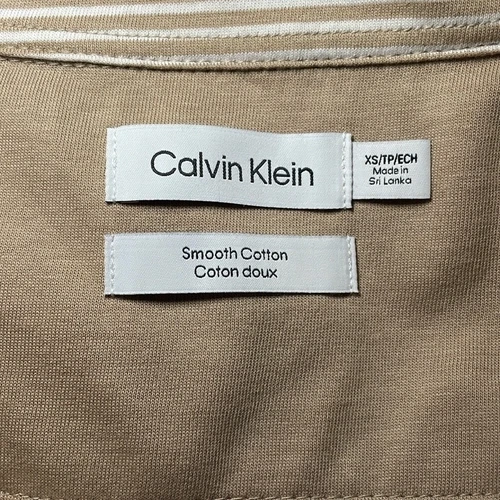 Calvin Klein
XS/TP/ECH
Made in
Sri Lanka
Smooth Cotton
Coton doux